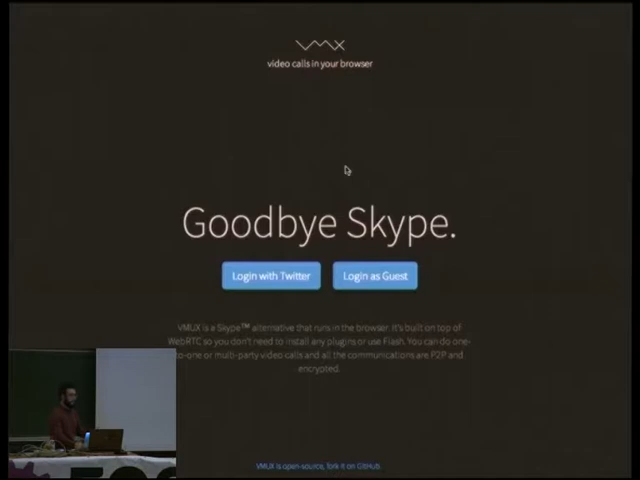 VMUX
video calls in your browser
Goodbye Skype.
Login with Twitter Login as Guest
VMUX is a Skype™ alternative that runs in the browser. It's built on top of
WebRTC so you don't need to install any plugins or use Flash. You can do one-
to-one or multi-party video calls and all the communications are P2P and
encrypted.
VMUX is open-source, fork it on GitHub